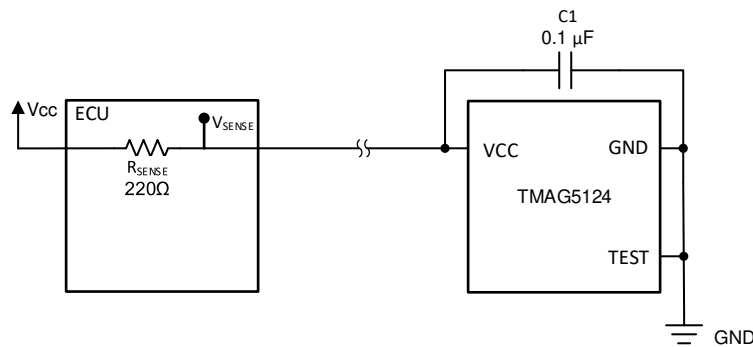 C1
0.1 µF
Vcc
ECU
VSENSE
RSENSE
220Ω
VCC
GND
TMAG5124
TEST
GND